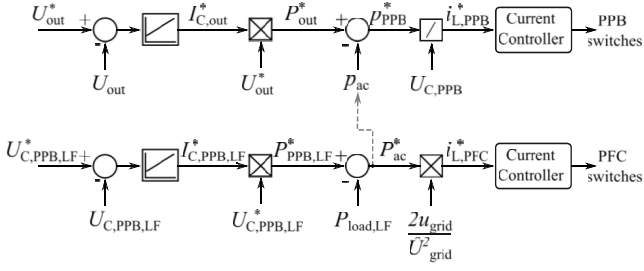 U*out + I*C,out P*out + p*PPB i*L,PPB Current Controller PPB switches
- -
/
Uout U*out pac UC,PPB
U*C,PPB,LF + I*C,PPB,LF P*PPB,LF + P*ac i*L,PFC Current Controller PFC switches
- -
UC,PPB,LF U*C,PPB,LF Pload,LF 2ugrid
Û²grid